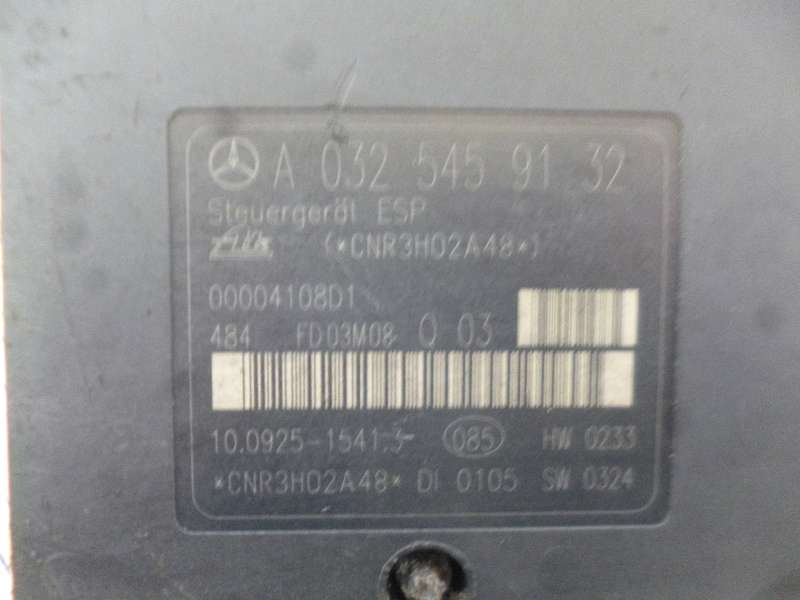 A 032 545 91 32
Steuergerät ESP
ATE (*CNR3H02A48*)
00004108D1
484 FD03M08 Q 03
10.0925-1541.3 085 HW 0233
*CNR3H02A48* DI 0105 SW 0324